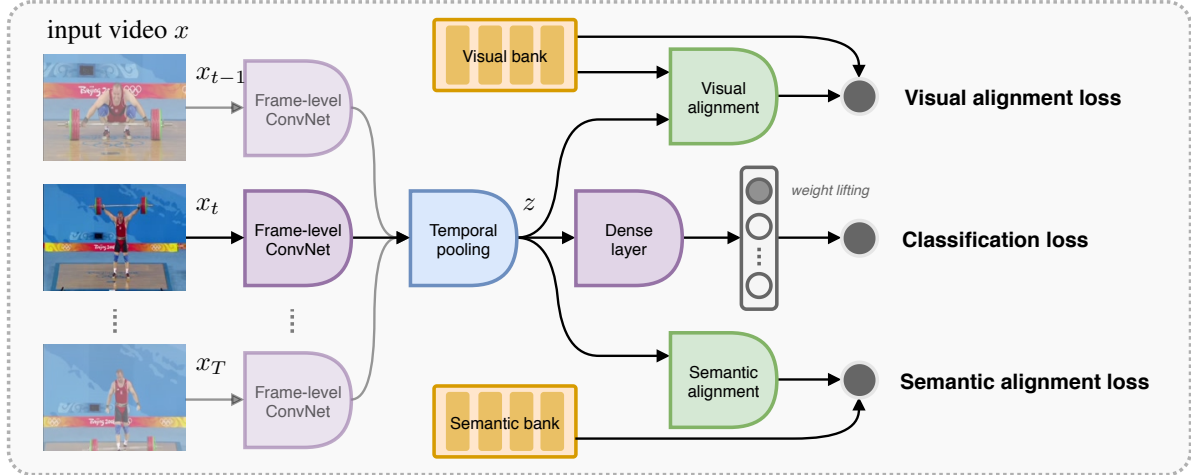 input video x
x_{t-1}
Frame-level
ConvNet
Visual bank
Visual
alignment
Visual alignment loss
x_t
Frame-level
ConvNet
Temporal
pooling
z
Dense
layer
weight lifting
Classification loss
x_T
Frame-level
ConvNet
Semantic
alignment
Semantic alignment loss
Semantic bank